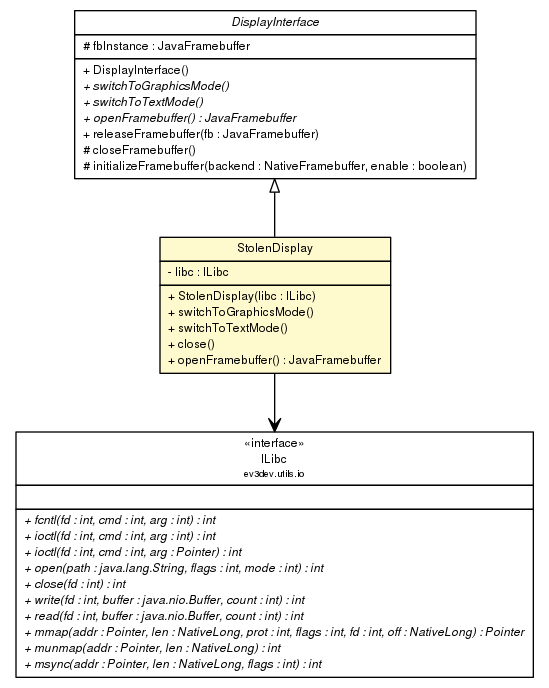 DisplayInterface
# fbInstance : JavaFramebuffer
+ DisplayInterface()
+ switchToGraphicsMode()
+ switchToTextMode()
+ openFramebuffer() : JavaFramebuffer
+ releaseFramebuffer(fb : JavaFramebuffer)
# closeFramebuffer()
# initializeFramebuffer(backend : NativeFramebuffer, enable : boolean)
StolenDisplay
- libc : ILibc
+ StolenDisplay(libc : ILibc)
+ switchToGraphicsMode()
+ switchToTextMode()
+ close()
+ openFramebuffer() : JavaFramebuffer
«interface»
ILibc
ev3dev.utils.io
+ fcntl(fd : int, cmd : int, arg : int) : int
+ ioctl(fd : int, cmd : int, arg : int) : int
+ ioctl(fd : int, cmd : int, arg : Pointer) : int
+ open(path : java.lang.String, flags : int, mode : int) : int
+ close(fd : int) : int
+ write(fd : int, buffer : java.nio.Buffer, count : int) : int
+ read(fd : int, buffer : java.nio.Buffer, count : int) : int
+ mmap(addr : Pointer, len : NativeLong, prot : int, flags : int, fd : int, off : NativeLong) : Pointer
+ munmap(addr : Pointer, len : NativeLong) : int
+ msync(addr : Pointer, len : NativeLong, flags : int) : int